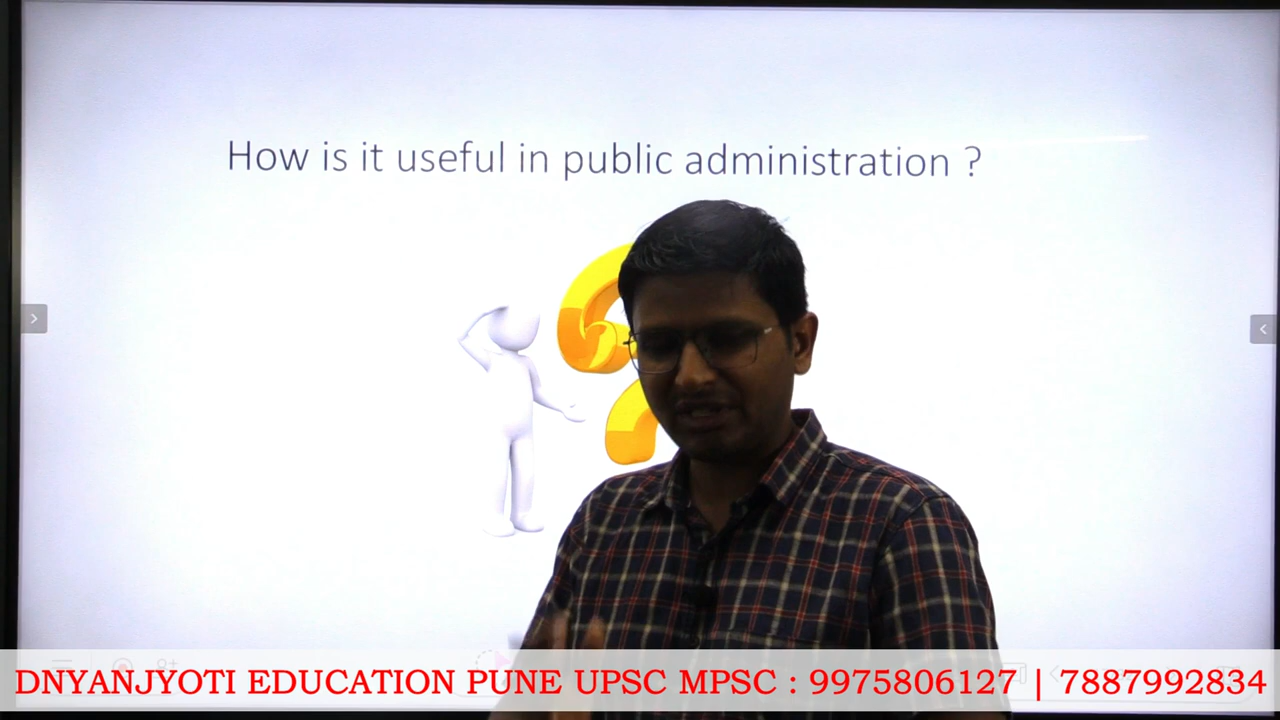 How is it useful in public administration ?
DNYANJYOTI EDUCATION PUNE UPSC MPSC : 9975806127 | 7887992834